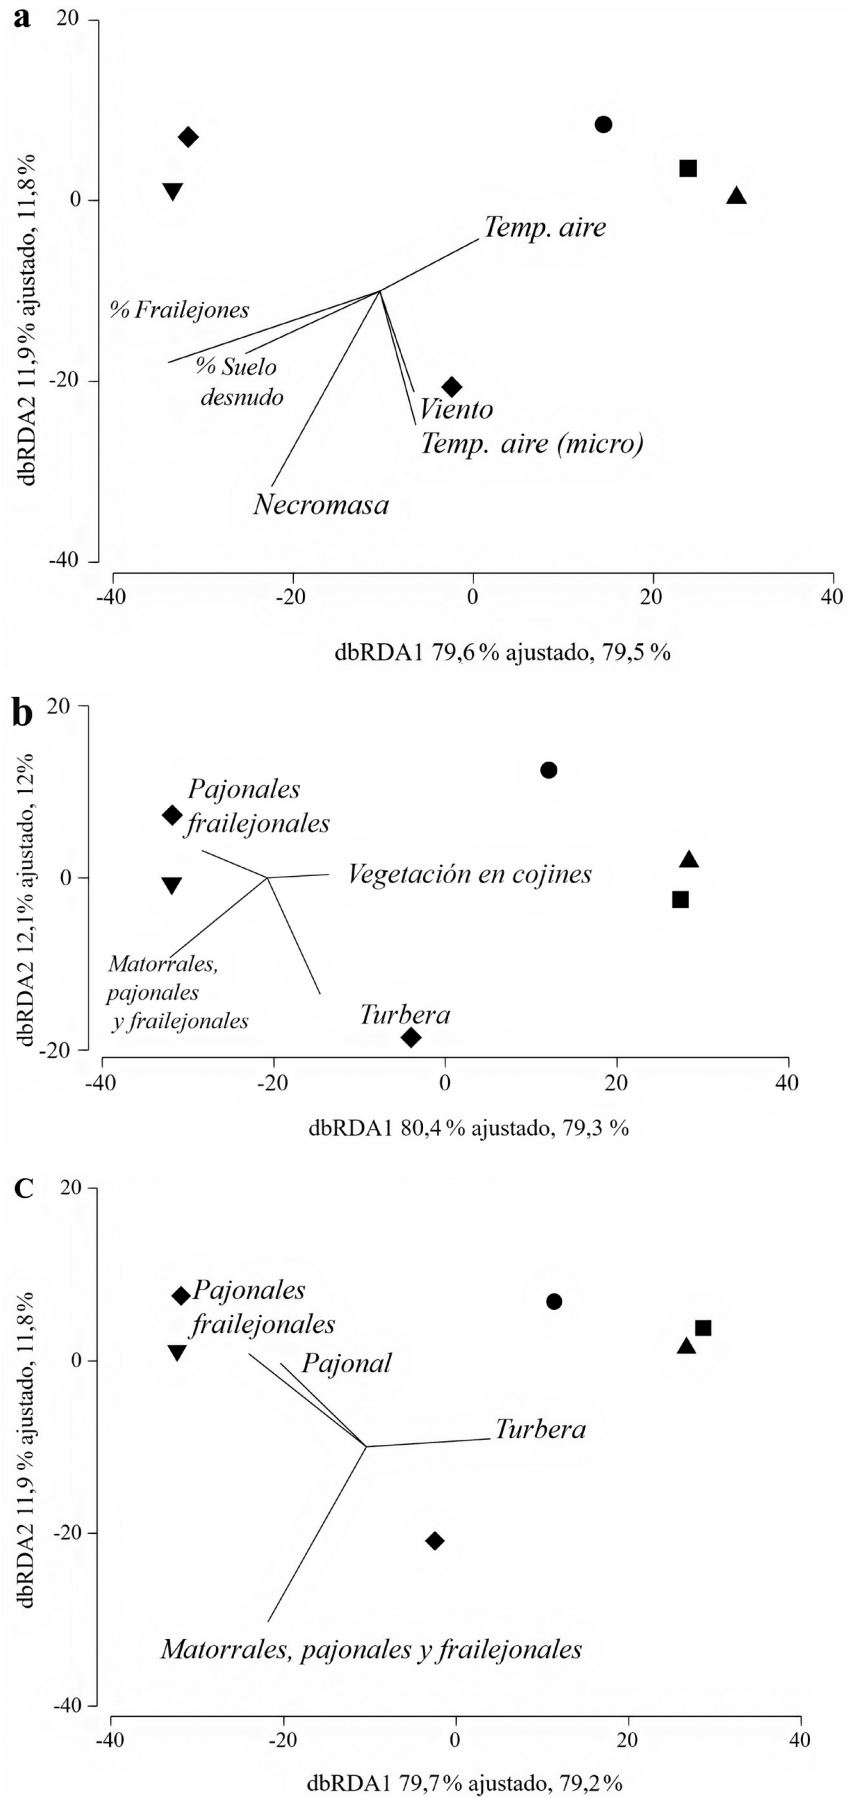 a
20
0
-20
-40
dbRDA2 11,9% ajustado, 11,8%
Temp. aire
% Frailejones
% Suelo
desnudo
Viento
Temp. aire (micro)
Necromasa
-40
-20
0
20
40
dbRDA1 79,6% ajustado, 79,5%
b
20
0
-20
dbRDA2 12,1% ajustado, 12%
Pajonales
frailejonales
Vegetación en cojines
Matorrales,
pajonales
y frailejonales
Turbera
-40
-20
0
20
40
dbRDA1 80,4% ajustado, 79,3 %
c
20
0
-20
-40
dbRDA2 11,9 % ajustado, 11,8%
Pajonales
frailejonales
Pajonal
Turbera
Matorrales, pajonales y frailejonales
-40
-20
0
20
40
dbRDA1 79,7% ajustado, 79,2%